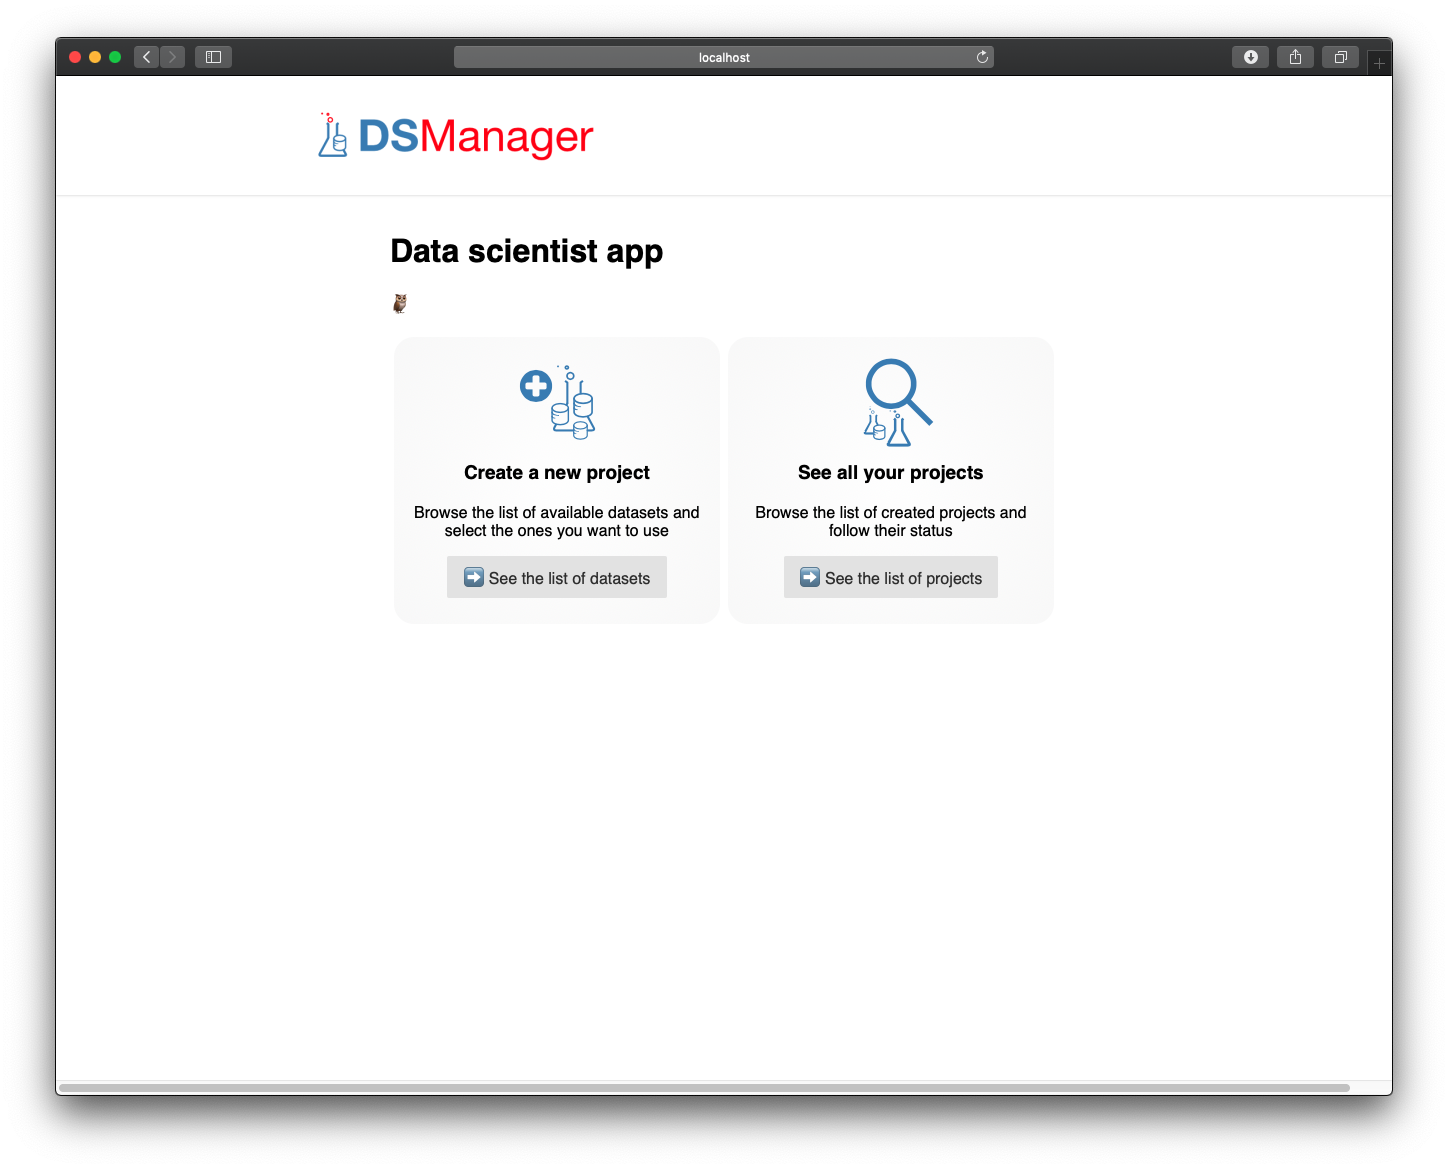 localhost
DSManager
Data scientist app
🦉
Create a new project
Browse the list of available datasets and
select the ones you want to use
➡️ See the list of datasets
See all your projects
Browse the list of created projects and
follow their status
➡️ See the list of projects